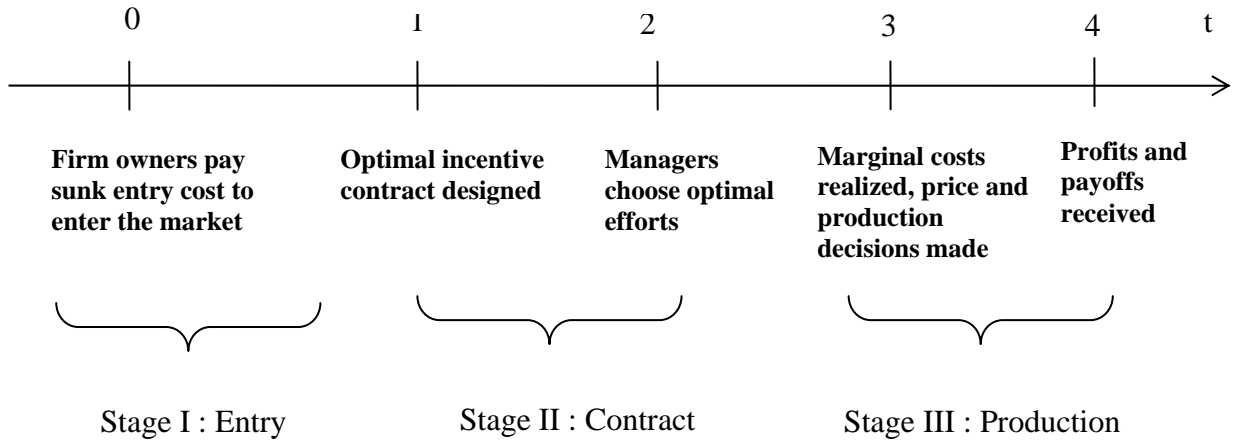 0 1 2 3 4 t
Firm owners pay
sunk entry cost to
enter the market
Optimal incentive
contract designed
Managers
choose optimal
efforts
Marginal costs
realized, price and
production
decisions made
Profits and
payoffs
received
Stage I : Entry
Stage II : Contract
Stage III : Production